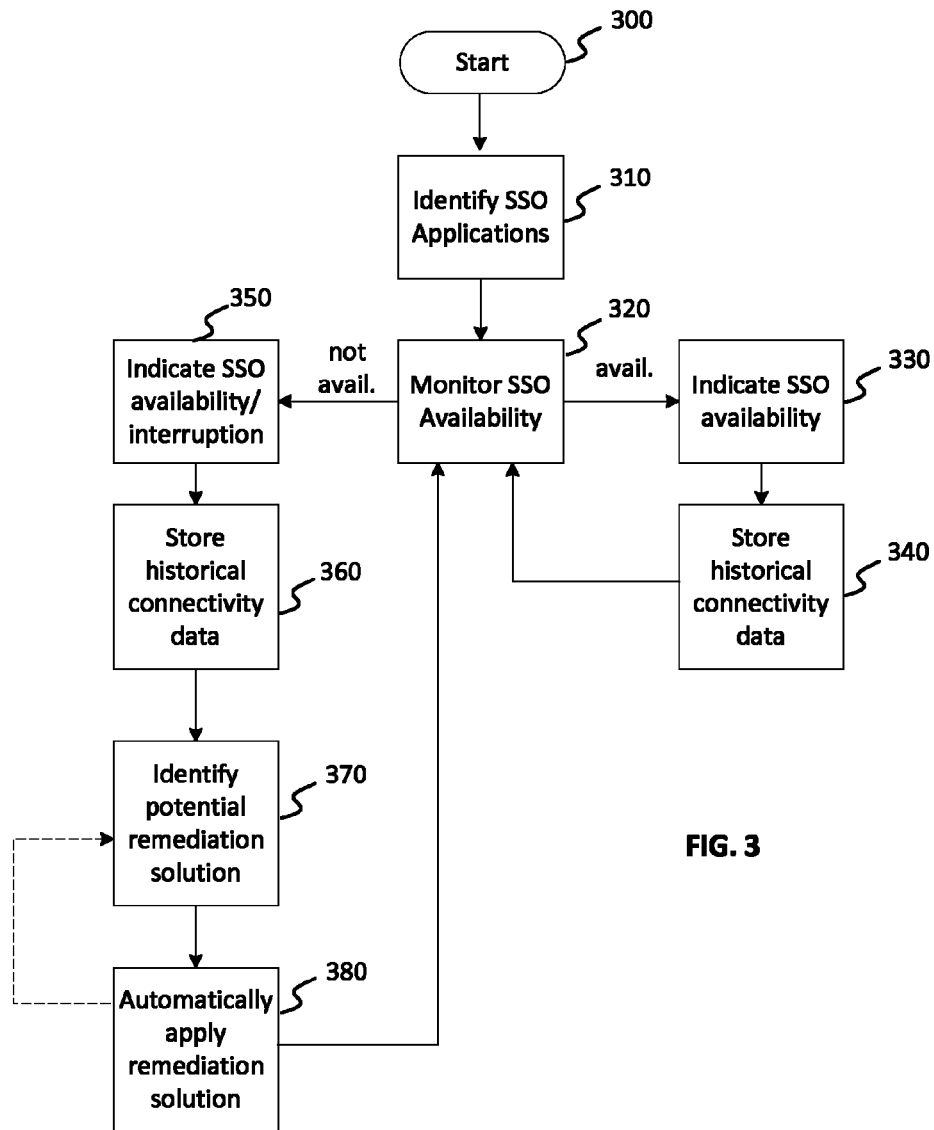 300
Start
310
Identify SSO
Applications
320
Monitor SSO
Availability
not
avail.
avail.
350
Indicate SSO
availability/
interruption
330
Indicate SSO
availability
360
Store
historical
connectivity
data
340
Store
historical
connectivity
data
370
Identify
potential
remediation
solution
380
Automatically
apply
remediation
solution
FIG. 3